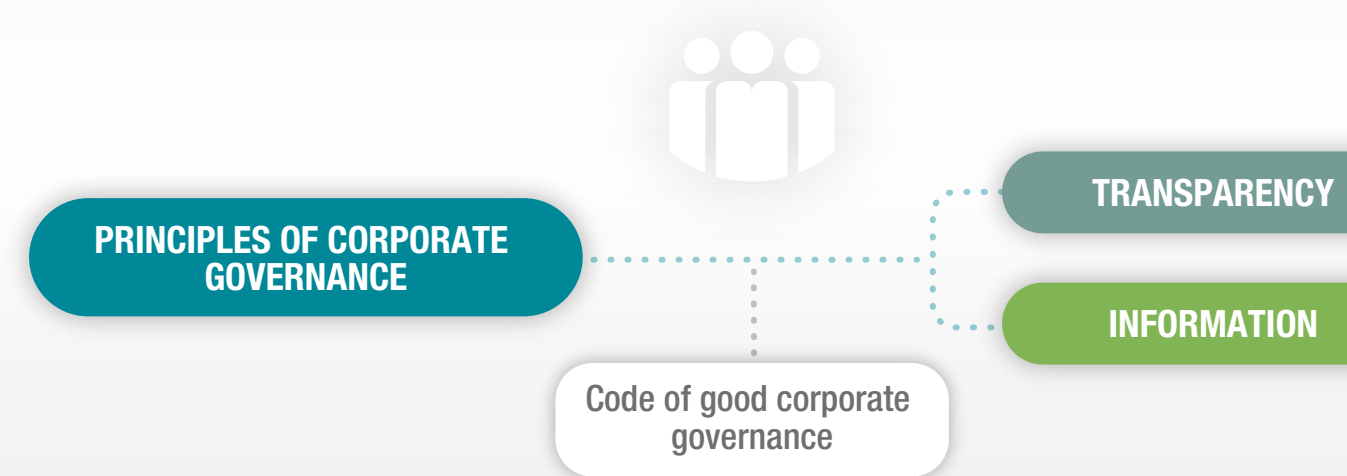 PRINCIPLES OF CORPORATE
GOVERNANCE
TRANSPARENCY
INFORMATION
Code of good corporate
governance